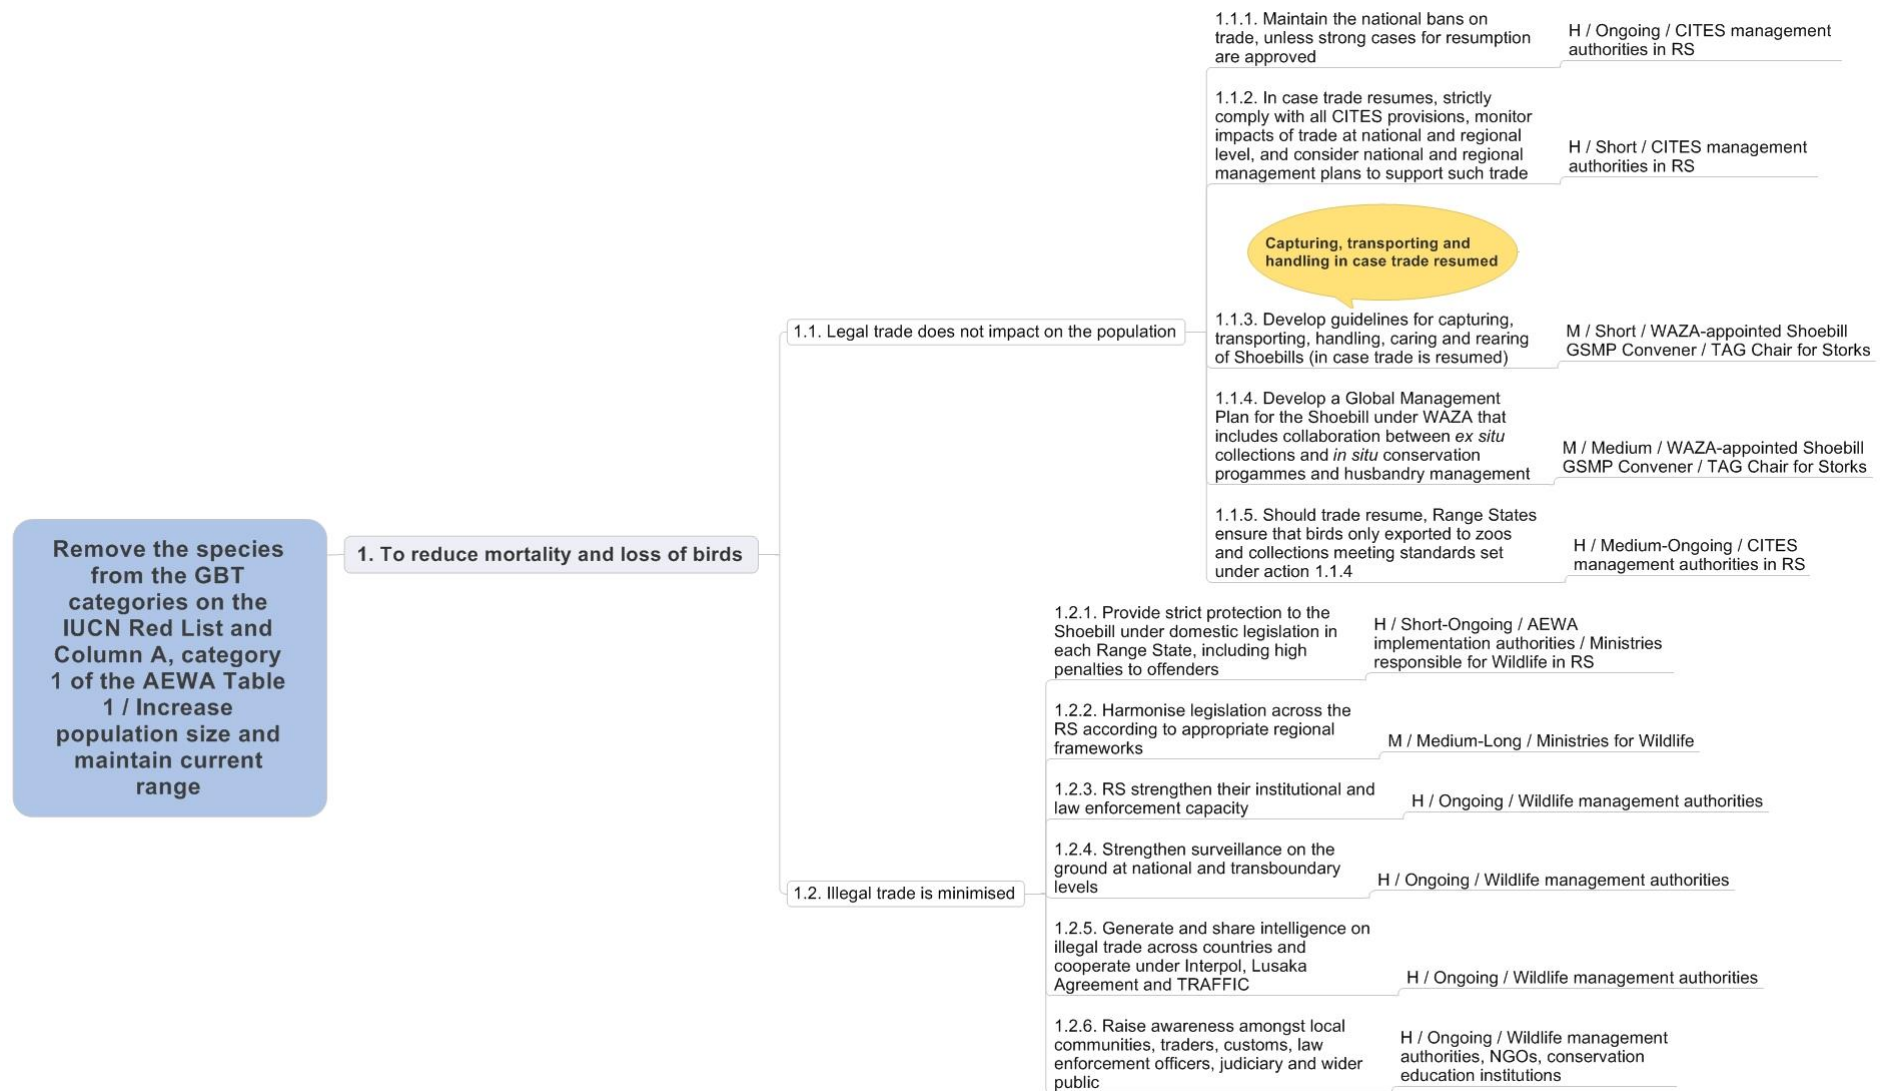 Remove the species
from the GBT
categories on the
IUCN Red List and
Column A, category
1 of the AEWA Table
1 / Increase
population size and
maintain current
range
1. To reduce mortality and loss of birds
1.1. Legal trade does not impact on the population
1.1.1. Maintain the national bans on
trade, unless strong cases for resumption
are approved
H / Ongoing / CITES management
authorities in RS
1.1.2. In case trade resumes, strictly
comply with all CITES provisions, monitor
impacts of trade at national and regional
level, and consider national and regional
management plans to support such trade
H / Short / CITES management
authorities in RS
Capturing, transporting and
handling in case trade resumed
1.1.3. Develop guidelines for capturing,
transporting, handling, caring and rearing
of Shoebills (in case trade is resumed)
M / Short / WAZA-appointed Shoebill
GSMP Convener / TAG Chair for Storks
1.1.4. Develop a Global Management
Plan for the Shoebill under WAZA that
includes collaboration between ex situ
collections and in situ conservation
progammes and husbandry management
M / Medium / WAZA-appointed Shoebill
GSMP Convener / TAG Chair for Storks
1.1.5. Should trade resume, Range States
ensure that birds only exported to zoos
and collections meeting standards set
under action 1.1.4
H / Medium-Ongoing / CITES
management authorities in RS
1.2. Illegal trade is minimised
1.2.1. Provide strict protection to the
Shoebill under domestic legislation in
each Range State, including high
penalties to offenders
H / Short-Ongoing / AEWA
implementation authorities / Ministries
responsible for Wildlife in RS
1.2.2. Harmonise legislation across the
RS according to appropriate regional
frameworks
M / Medium-Long / Ministries for Wildlife
1.2.3. RS strengthen their institutional and
law enforcement capacity
H / Ongoing / Wildlife management authorities
1.2.4. Strengthen surveillance on the
ground at national and transboundary
levels
H / Ongoing / Wildlife management authorities
1.2.5. Generate and share intelligence on
illegal trade across countries and
cooperate under Interpol, Lusaka
Agreement and TRAFFIC
H / Ongoing / Wildlife management authorities
1.2.6. Raise awareness amongst local
communities, traders, customs, law
enforcement officers, judiciary and wider
public
H / Ongoing / Wildlife management
authorities, NGOs, conservation
education institutions